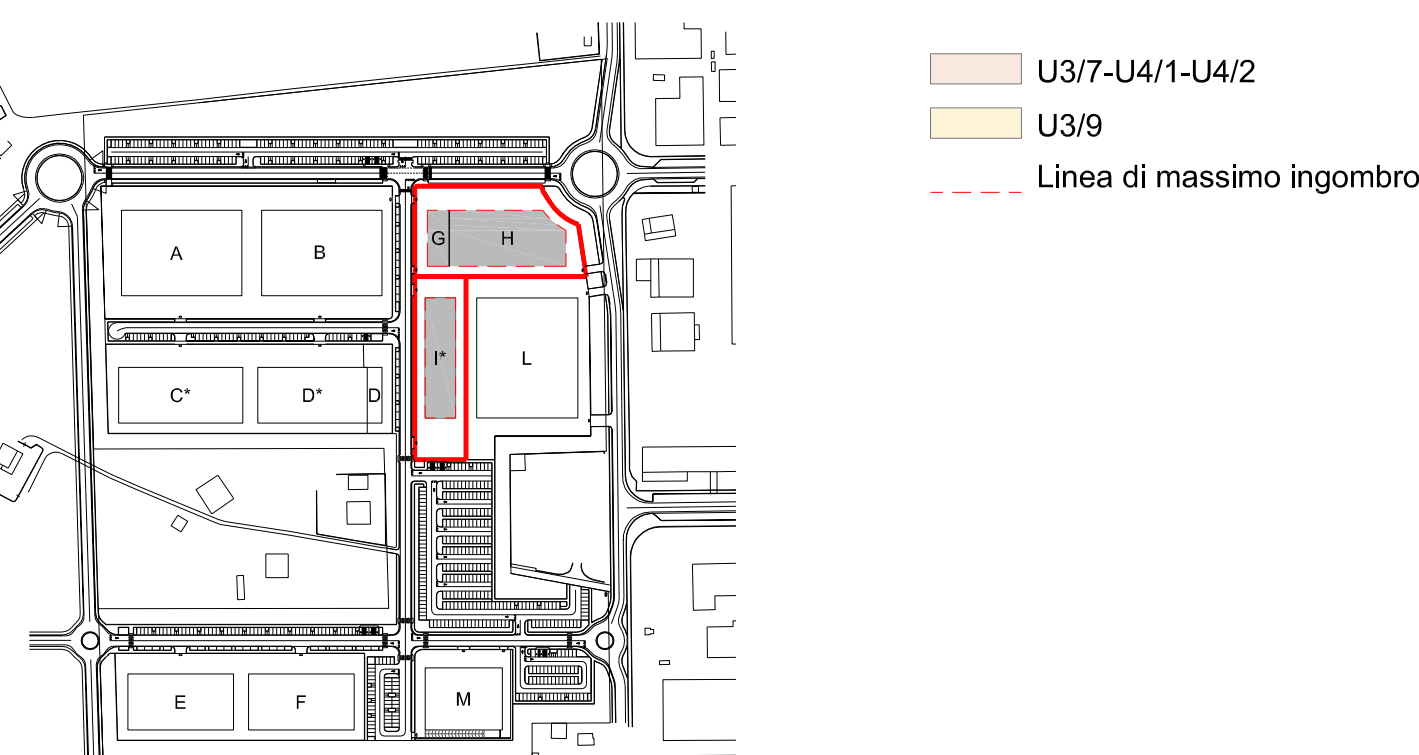 U3/7-U4/1-U4/2
U3/9
Linea di massimo ingombro
A
B
G
H
I*
L
C*
D*
D
E
F
M